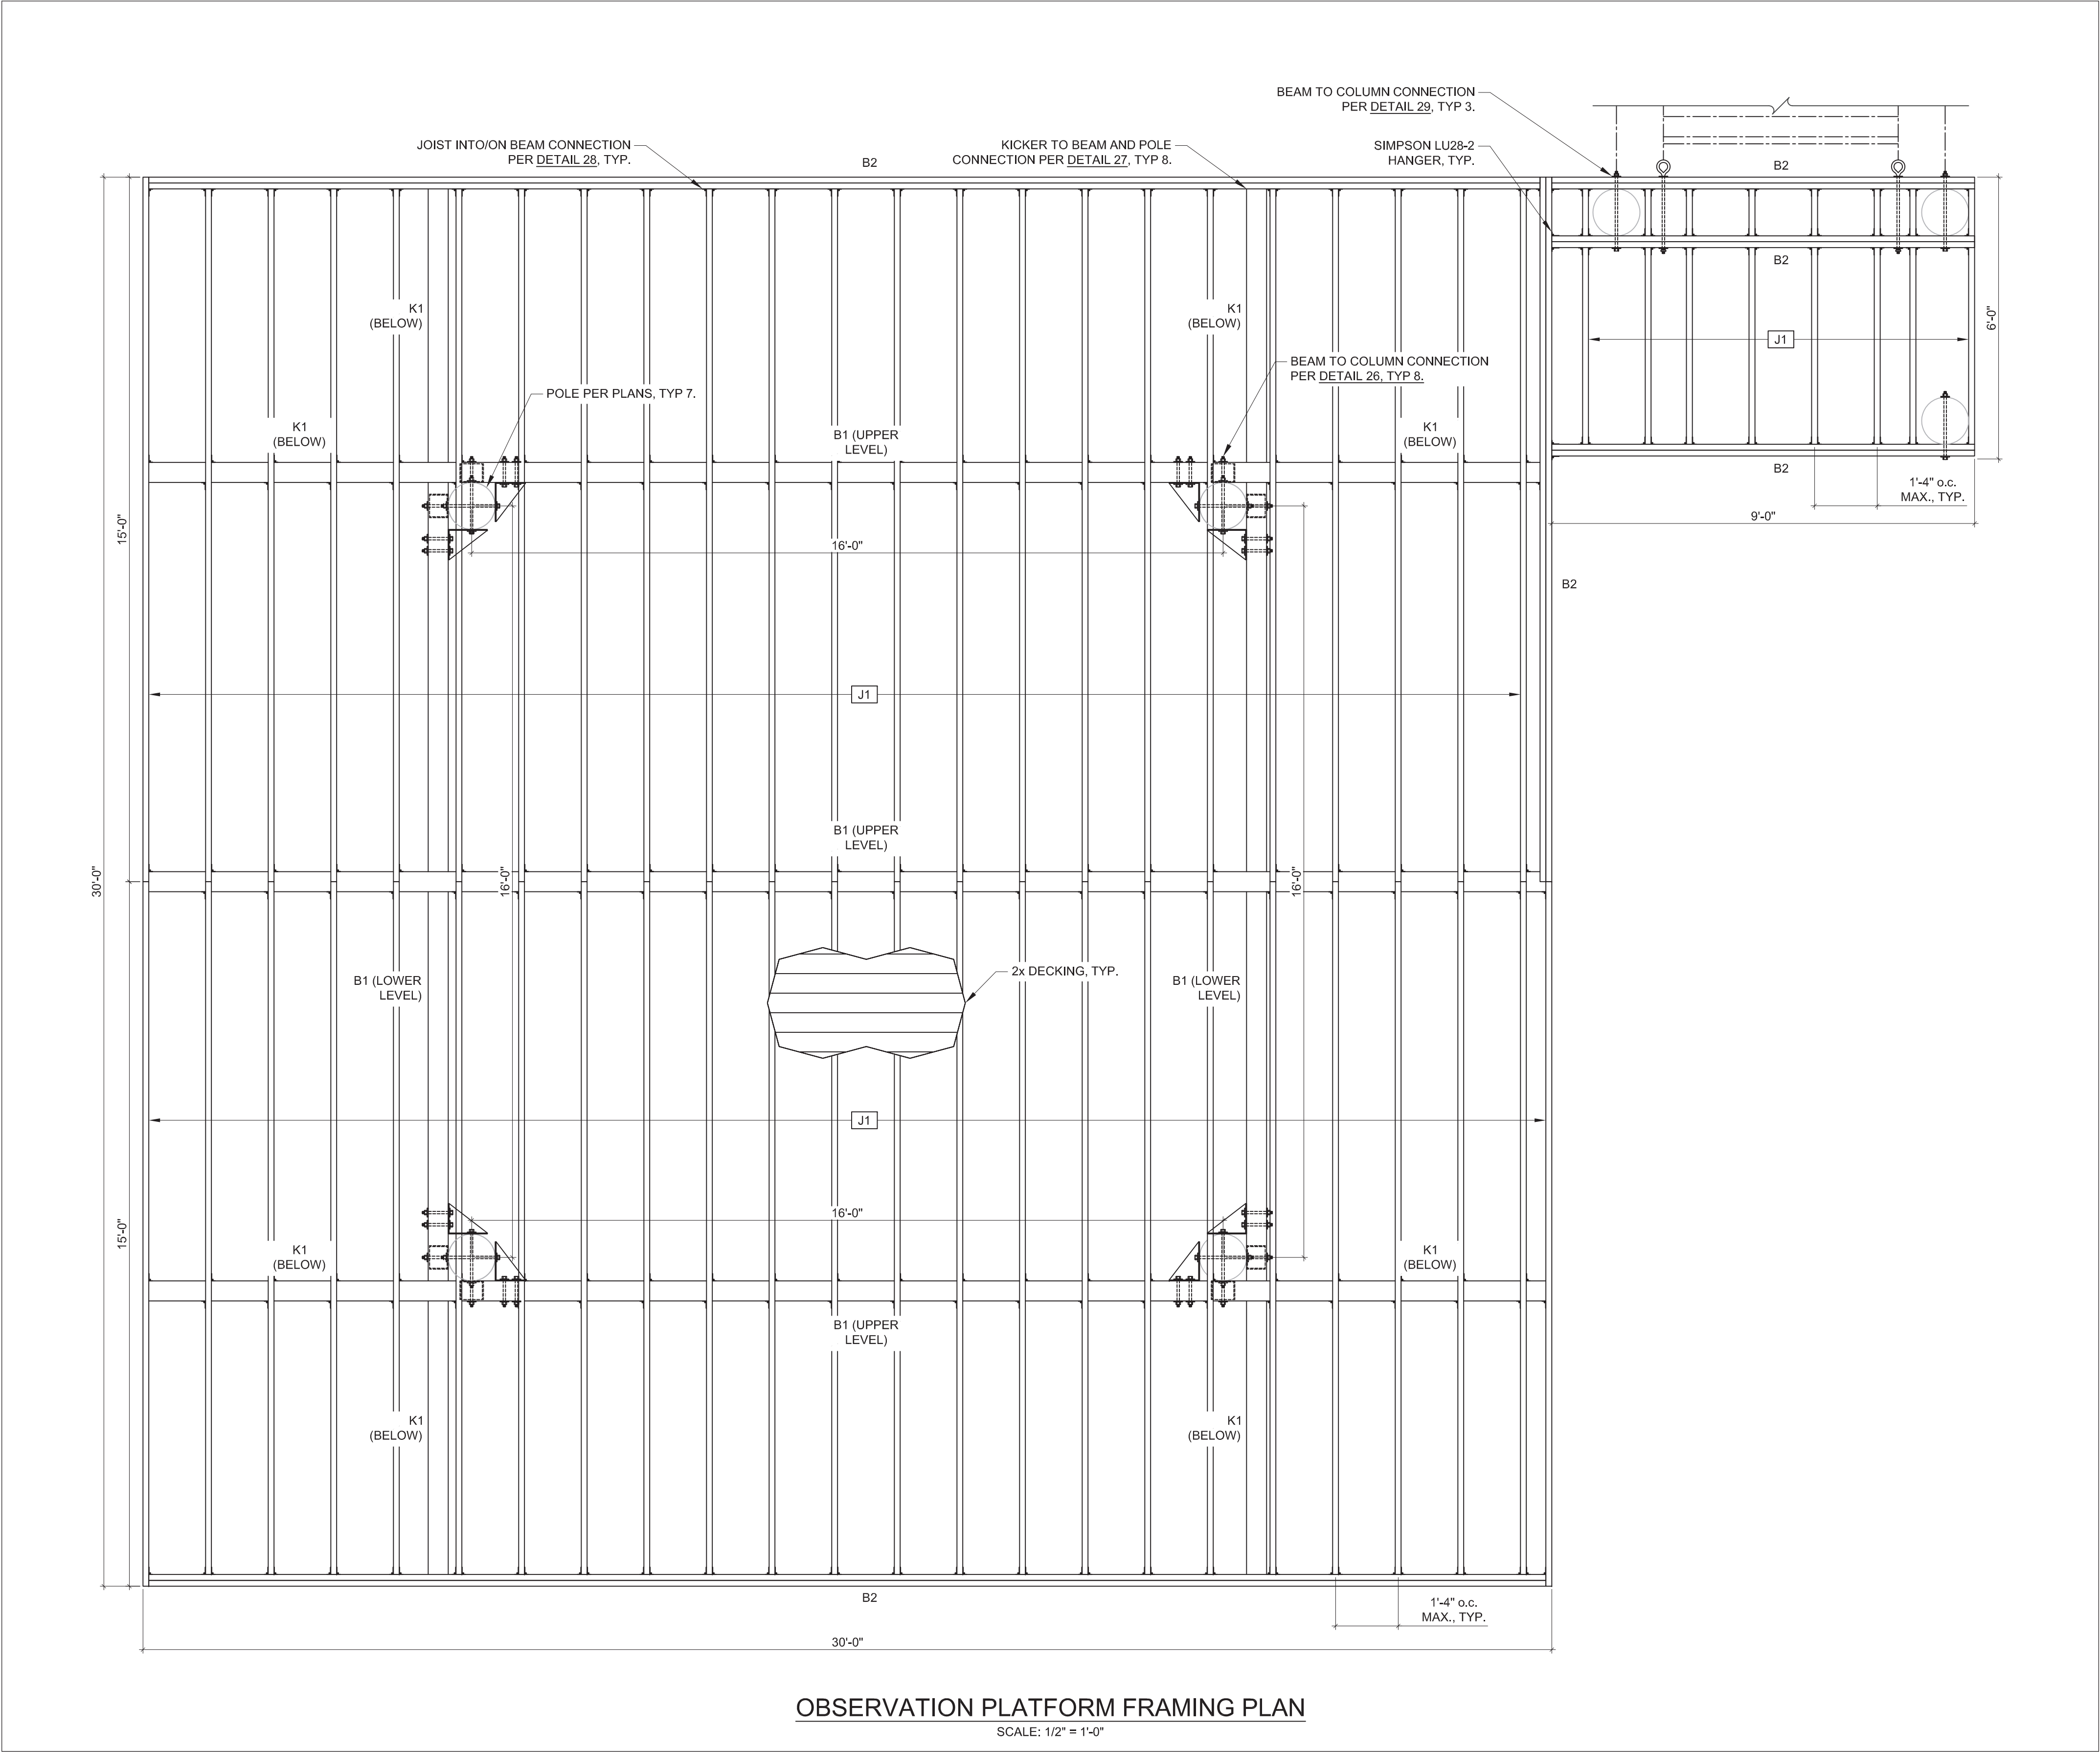 BEAM TO COLUMN CONNECTION
PER DETAIL 29, TYP 3.
JOIST INTO/ON BEAM CONNECTION
PER DETAIL 28, TYP.
B2
KICKER TO BEAM AND POLE
CONNECTION PER DETAIL 27, TYP 8.
SIMPSON LU28-2
HANGER, TYP.
B2
B2
K1
(BELOW)
K1
(BELOW)
6'-0"
J1
BEAM TO COLUMN CONNECTION
PER DETAIL 26, TYP 8.
POLE PER PLANS, TYP 7.
K1
(BELOW)
B1 (UPPER
LEVEL)
K1
(BELOW)
B2
1'-4" o.c.
MAX., TYP.
9'-0"
15'-0"
16'-0"
B2
J1
B1 (UPPER
LEVEL)
30'-0"
16'-0"
16'-0"
B1 (LOWER
LEVEL)
2x DECKING, TYP.
B1 (LOWER
LEVEL)
J1
15'-0"
16'-0"
K1
(BELOW)
K1
(BELOW)
B1 (UPPER
LEVEL)
K1
(BELOW)
K1
(BELOW)
B2
1'-4" o.c.
MAX., TYP.
30'-0"
OBSERVATION PLATFORM FRAMING PLAN
SCALE: 1/2" = 1'-0"